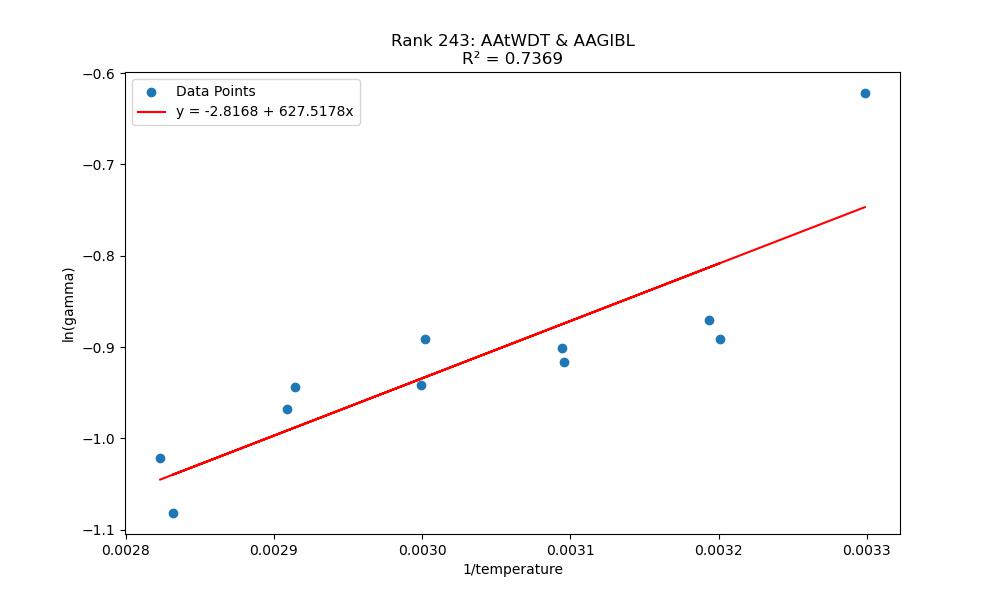 Rank 243: AAtWDT & AAGIBL
R² = 0.7369
Data Points
y = -2.8168 + 627.5178x
−0.6
−0.7
−0.8
−0.9
−1.0
−1.1
ln(gamma)
0.0028 0.0029 0.0030 0.0031 0.0032 0.0033
1/temperature